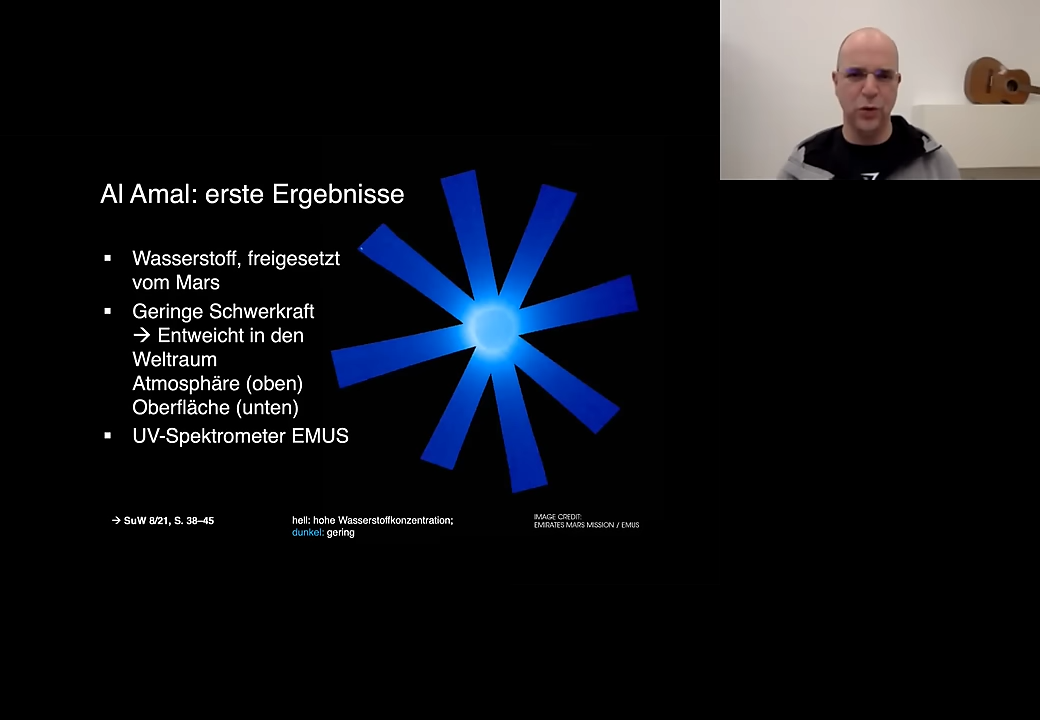 Al Amal: erste Ergebnisse
▪ Wasserstoff, freigesetzt
vom Mars
▪ Geringe Schwerkraft
→ Entweicht in den
Weltraum
Atmosphäre (oben)
Oberfläche (unten)
▪ UV-Spektrometer EMUS
→ SuW 8/21, S. 38–45
hell: hohe Wasserstoffkonzentration;
dunkel: gering
IMAGE CREDIT:
EMIRATES MARS MISSION / EMUS